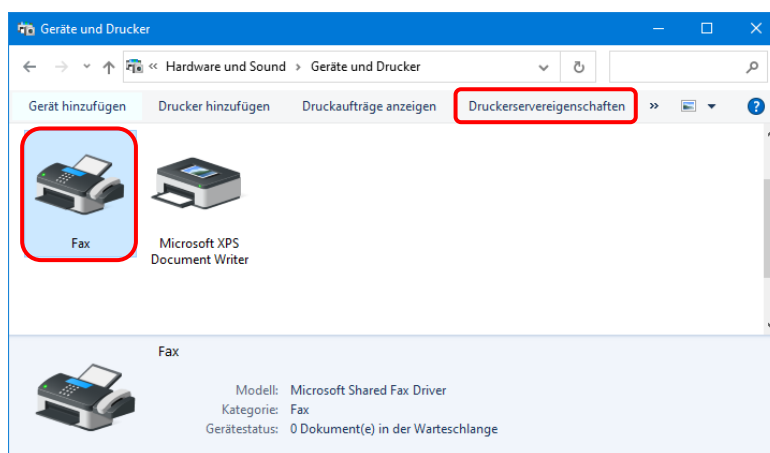 Geräte und Drucker
« Hardware und Sound > Geräte und Drucker
Gerät hinzufügen Drucker hinzufügen Druckaufträge anzeigen Druckerservereigenschaften » ?
Fax
Microsoft XPS
Document Writer
Fax
Modell: Microsoft Shared Fax Driver
Kategorie: Fax
Gerätestatus: 0 Dokument(e) in der Warteschlange